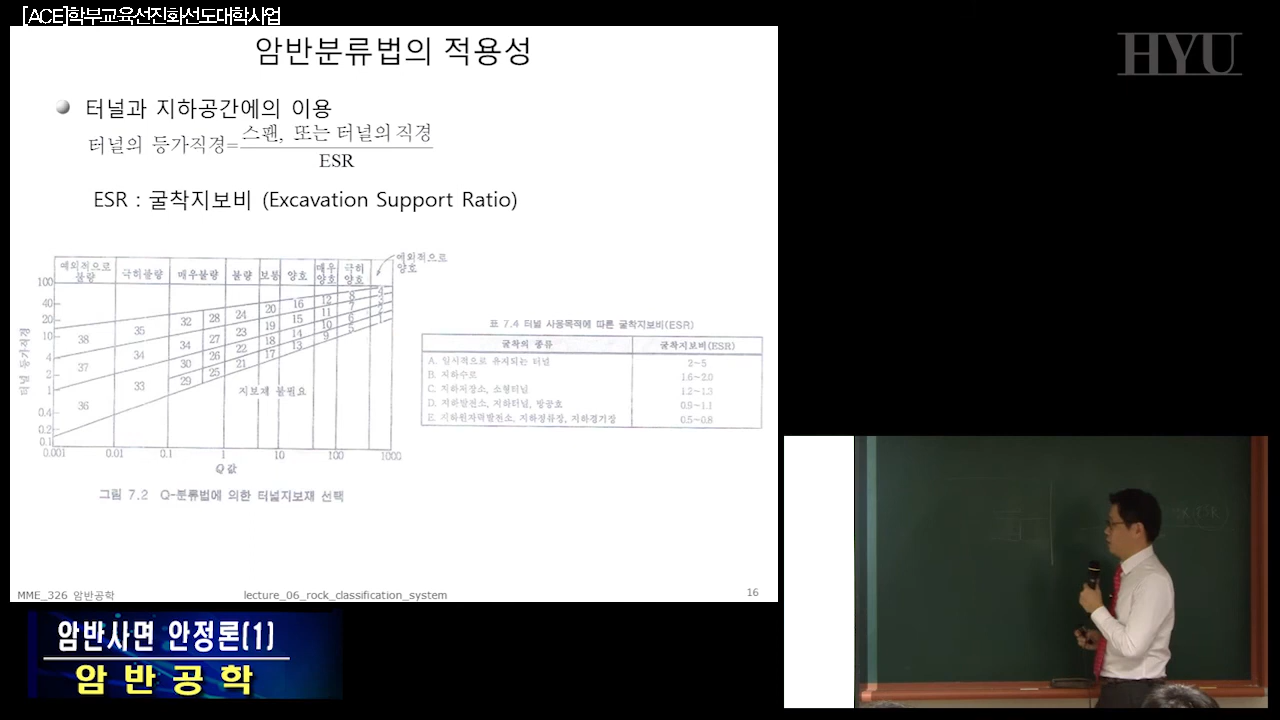 [ACE]학부교육선진화선도대학사업
HYU
암반분류법의 적용성
터널과 지하공간에의 이용
터널의 등가직경=스팬, 또는 터널의 직경
ESR
ESR : 굴착지보비 (Excavation Support Ratio)
예외적으로 불량 극히불량 매우불량 불량 보통 양호 매우 양호 극히 양호 예외적으로 양호
터널 등가직경
100
40
20
10
4
2
1
0.4
0.2
0.1
38 35 32 28 24 20 16 12 8 4
37 34 34 27 23 19 15 11 7
36 33 30 26 22 18 14 10 6
29 25 21 17 13 9 5 1
지보재 불필요
0.001 0.01 0.1 1 10 100 1000
Q 값
그림 7.2 Q-분류법에 의한 터널지보재 선택
표 7.4 터널 사용목적에 따른 굴착지보비(ESR)
굴착의 종류 굴착지보비(ESR)
A. 일시적으로 유지되는 터널 2~5
B. 지하수로 1.6~2.0
C. 지하저장소, 소형터널 1.2~1.3
D. 지하발전소, 지하터널, 방공호 0.9~1.1
E. 지하원자력발전소, 지하정류장, 지하경기장 0.5~0.8
MME_326 암반공학
lecture_06_rock_classification_system
16
암반사면 안정론(1)
암반공학